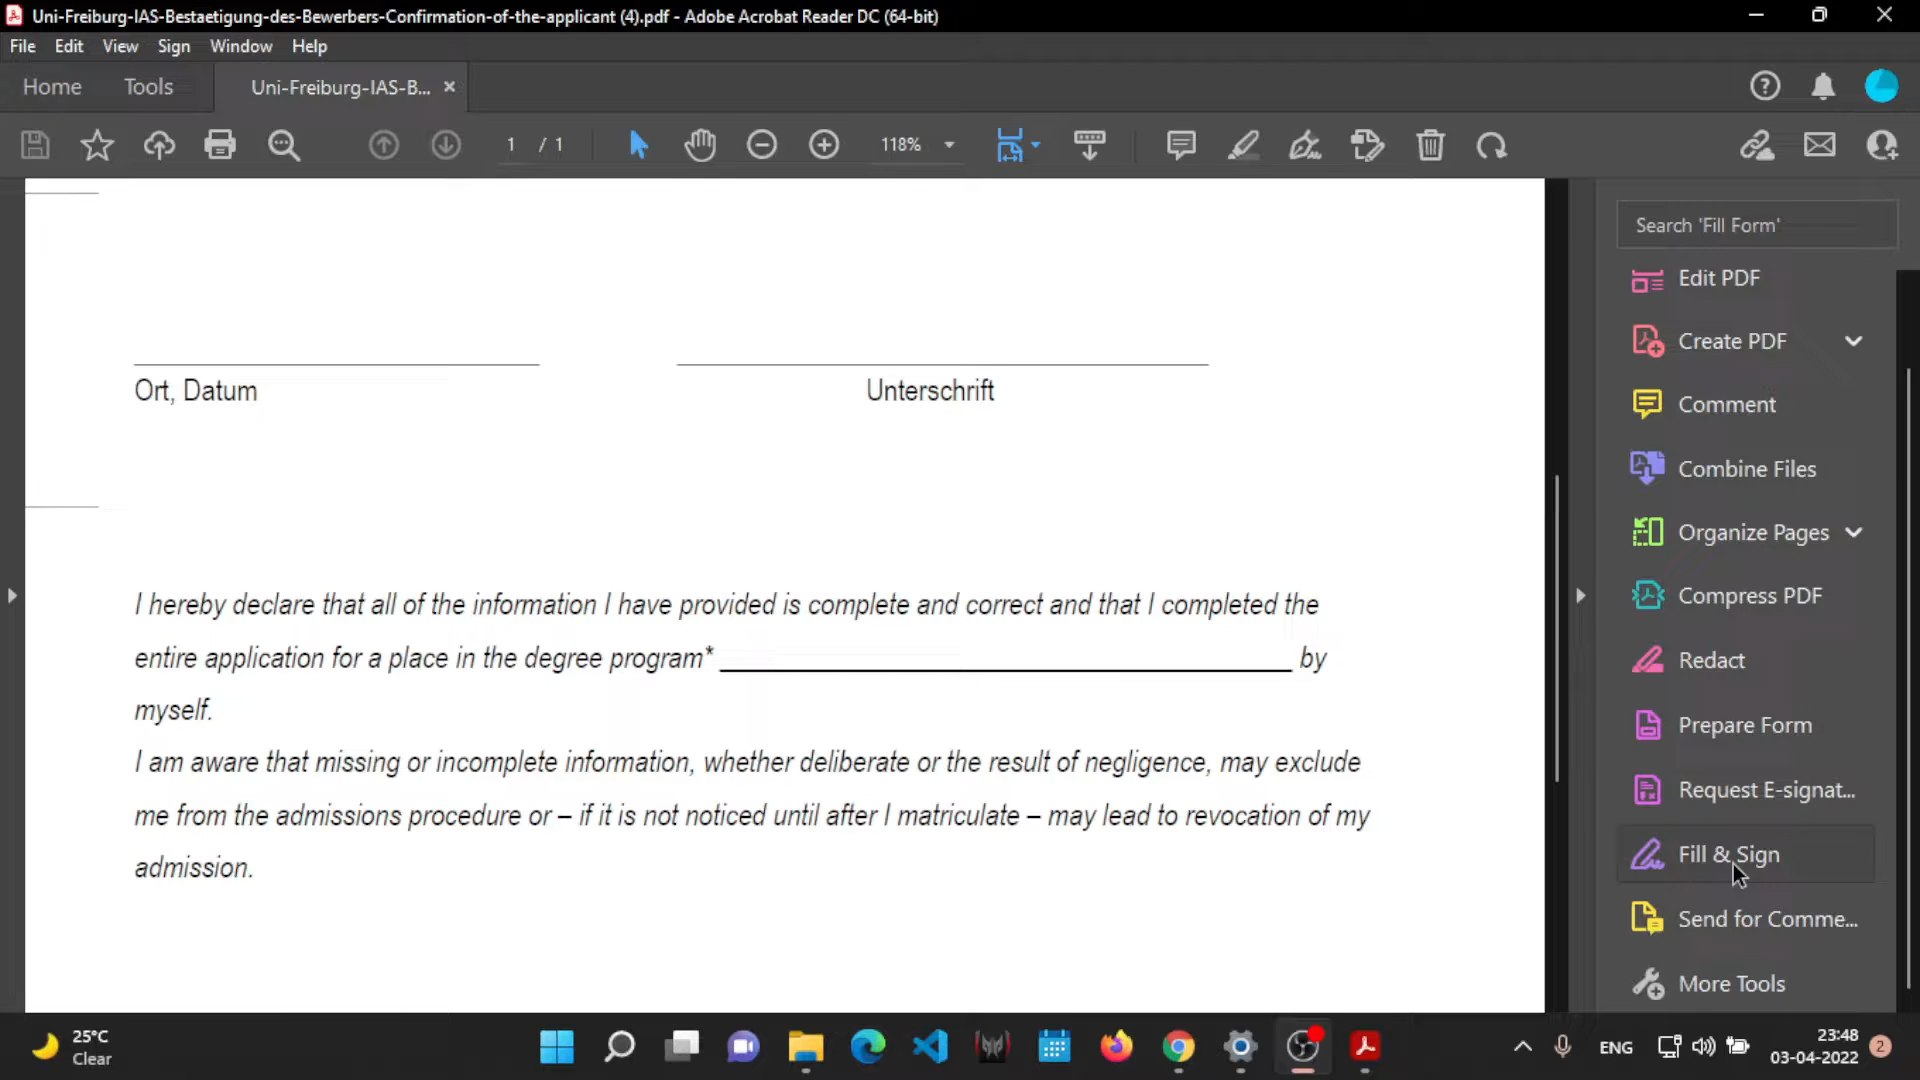 Uni-Freiburg-IAS-Bestaetigung-des-Bewerbers-Confirmation-of-the-applicant (4).pdf - Adobe Acrobat Reader DC (64-bit)
File Edit View Sign Window Help
Home Tools Uni-Freiburg-IAS-B...
1 / 1 118%
Search 'Fill Form'
Edit PDF
Create PDF
Comment
Combine Files
Organize Pages
Compress PDF
Redact
Prepare Form
Request E-signat...
Fill & Sign
Send for Comme...
More Tools
Ort, Datum Unterschrift
I hereby declare that all of the information I have provided is complete and correct and that I completed the
entire application for a place in the degree program* ______________________ by
myself.
I am aware that missing or incomplete information, whether deliberate or the result of negligence, may exclude
me from the admissions procedure or – if it is not noticed until after I matriculate – may lead to revocation of my
admission.
25°C
Clear
ENG
23:48
03-04-2022
2